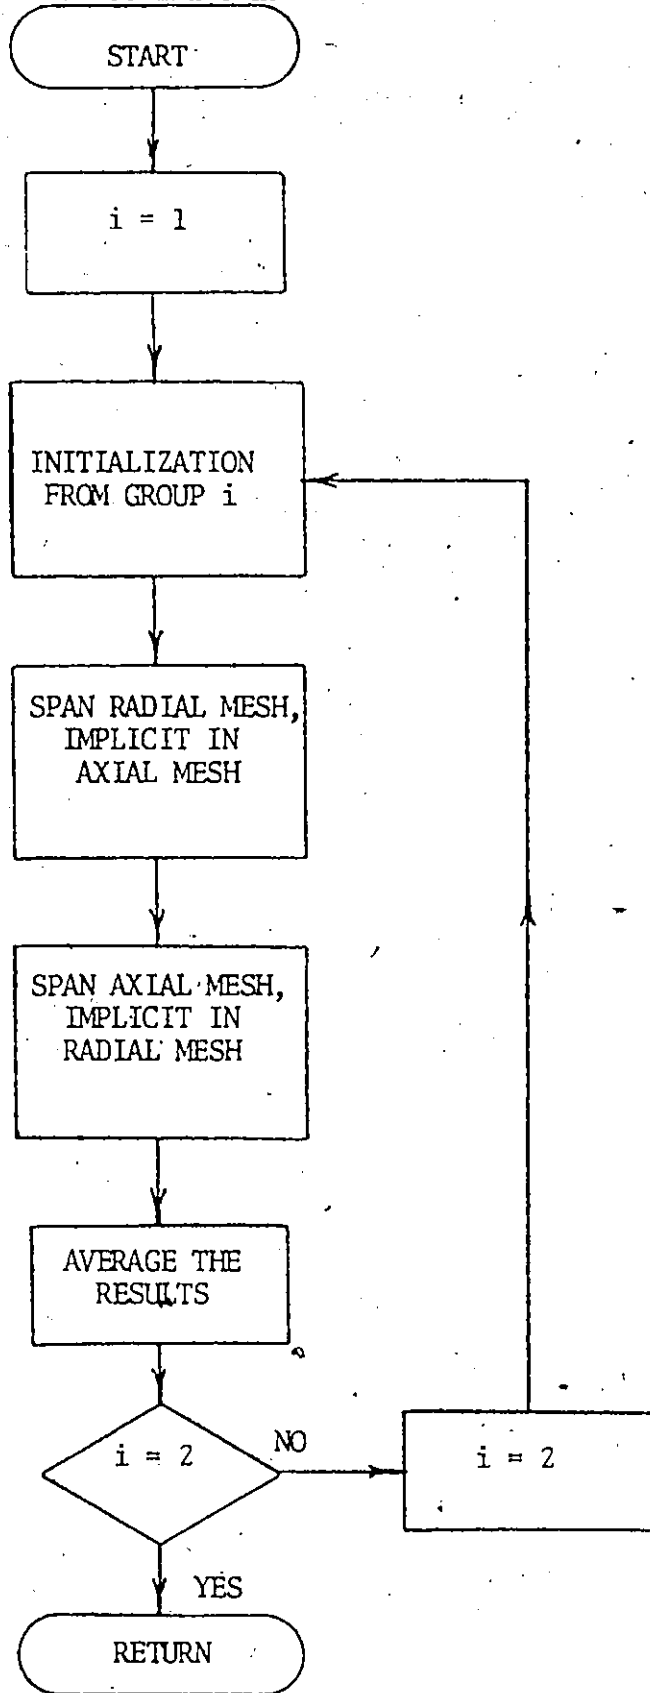 START
i = 1
INITIALIZATION
FROM GROUP i
SPAN RADIAL MESH,
IMPLICIT IN
AXIAL MESH
SPAN AXIAL MESH,
IMPLICIT IN
RADIAL MESH
AVERAGE THE
RESULTS
i = 2
NO
i = 2
YES
RETURN